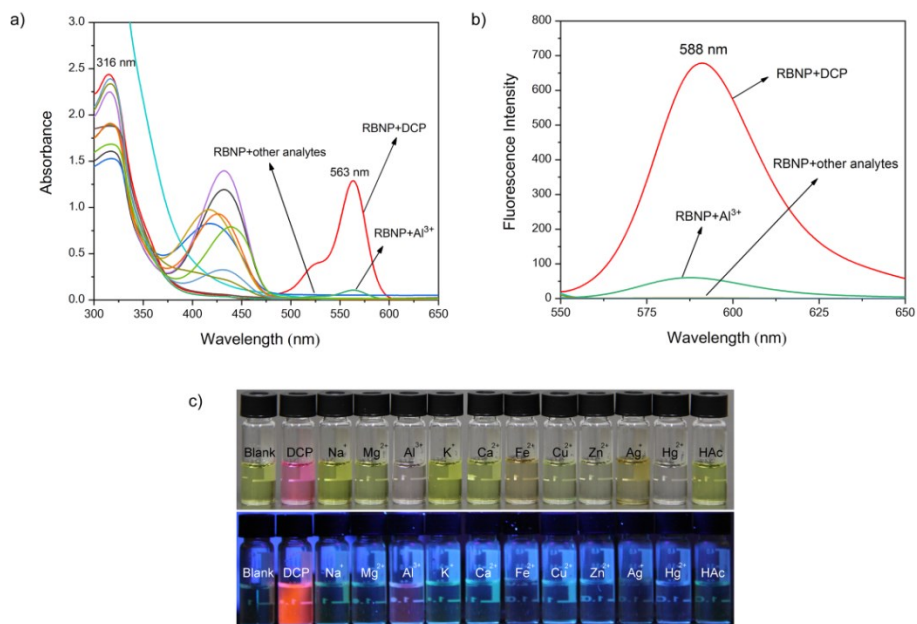 a)
3.0
2.5
2.0
1.5
1.0
0.5
0.0
Absorbance
316 nm
RBNP+DCP
RBNP+other analytes
563 nm
RBNP+Al³⁺
300 350 400 450 500 550 600 650
Wavelength (nm)
b)
800
700
600
500
400
300
200
100
0
Fluorescence Intensity
588 nm
RBNP+DCP
RBNP+other analytes
RBNP+Al³⁺
550 575 600 625 650
Wavelength (nm)
c)
Blank DCP Na⁺ Mg²⁺ Al³⁺ K⁺ Ca²⁺ Fe²⁺ Cu²⁺ Zn²⁺ Ag⁺ Hg²⁺ HAc
Blank DCP Na⁺ Mg²⁺ Al³⁺ K⁺ Ca²⁺ Fe²⁺ Cu²⁺ Zn²⁺ Ag⁺ Hg²⁺ HAc